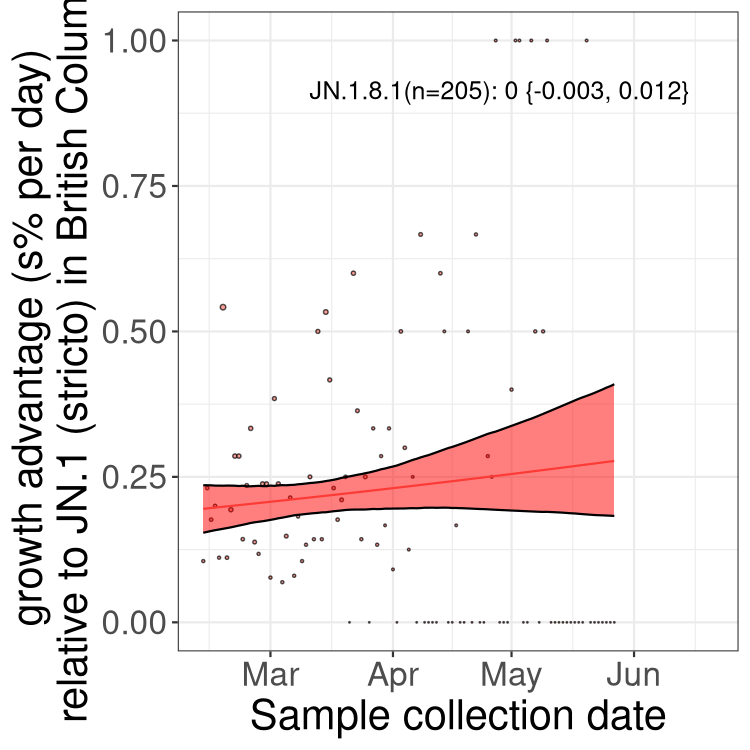 growth advantage (s% per day)
relative to JN.1 (stricto) in British Colum
1.00
0.75
0.50
0.25
0.00
JN.1.8.1(n=205): 0 {-0.003, 0.012}
Mar Apr May Jun
Sample collection date